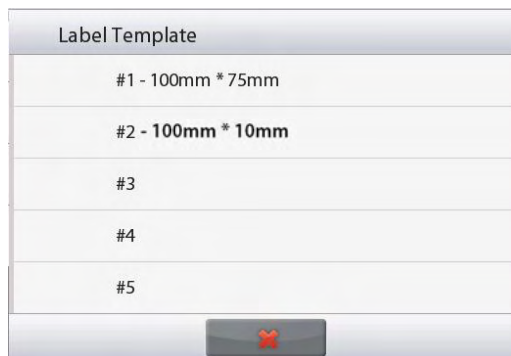 Label Template
#1 - 100mm * 75mm
#2 - 100mm * 10mm
#3
#4
#5